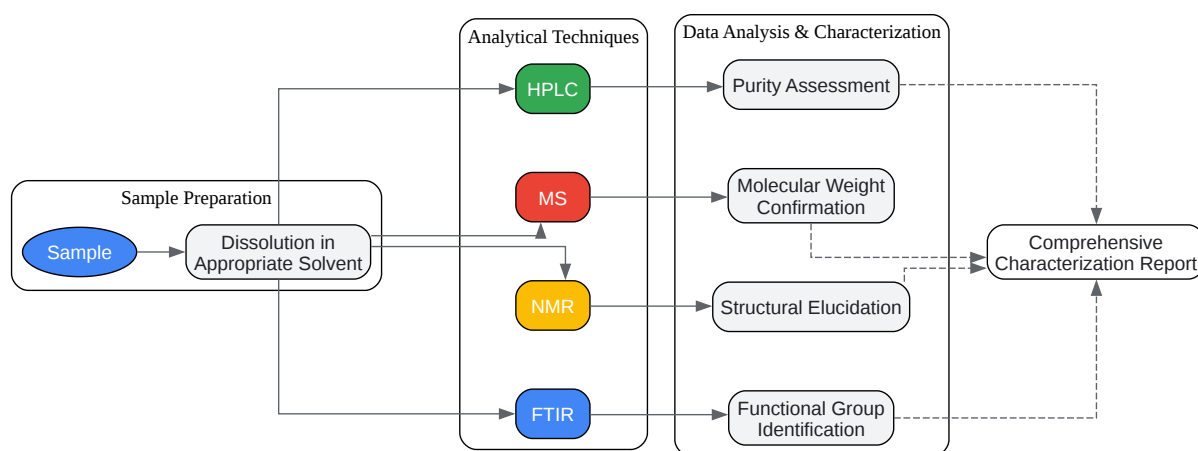 Sample Preparation
Sample
Dissolution in
Appropriate Solvent
Analytical Techniques
HPLC
MS
NMR
FTIR
Data Analysis & Characterization
Purity Assessment
Molecular Weight
Confirmation
Structural Elucidation
Functional Group
Identification
Comprehensive
Characterization Report